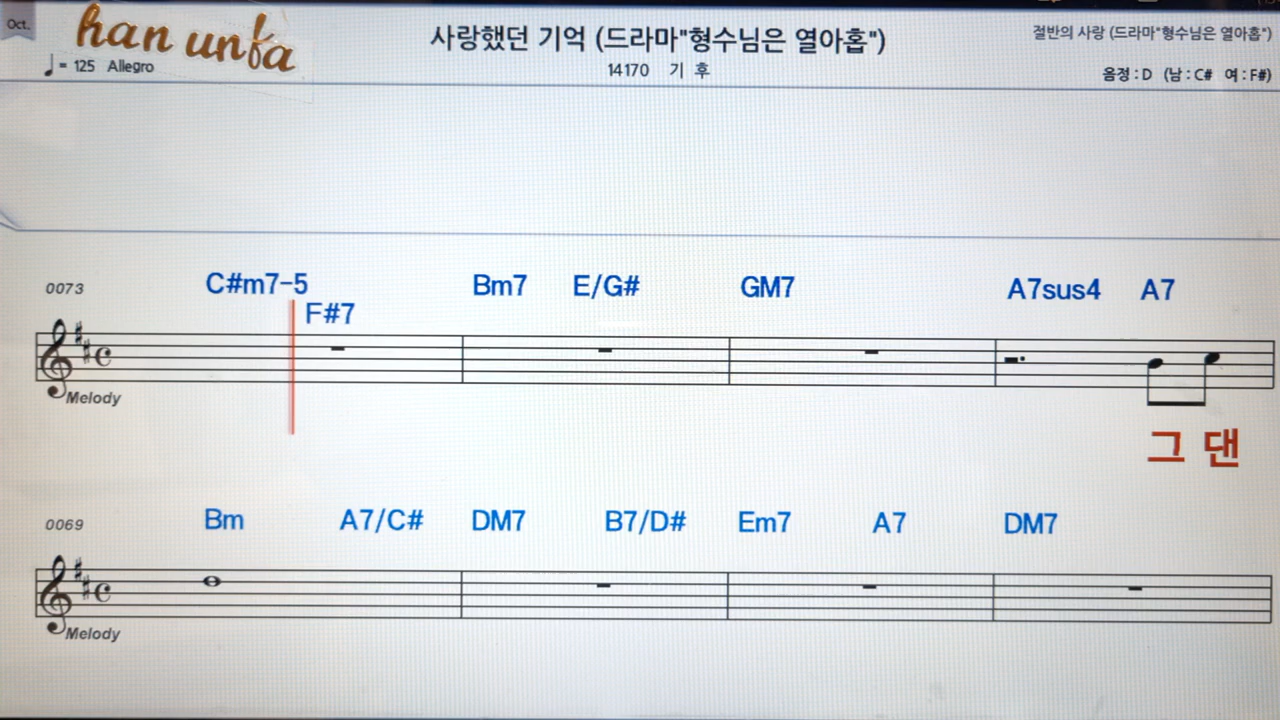 Oct.
han unfa
사랑했던 기억 (드라마"형수님은 열아홉")
절반의 사랑 (드라마"형수님은 열아홉")
♩= 125 Allegro
14170 기 후
음정 : D (남 : C# 여 : F#)
0073
C#m7-5 Bm7 E/G# GM7 A7sus4 A7
F#7
Melody
그 댄
0069
Bm A7/C# DM7 B7/D# Em7 A7 DM7
Melody